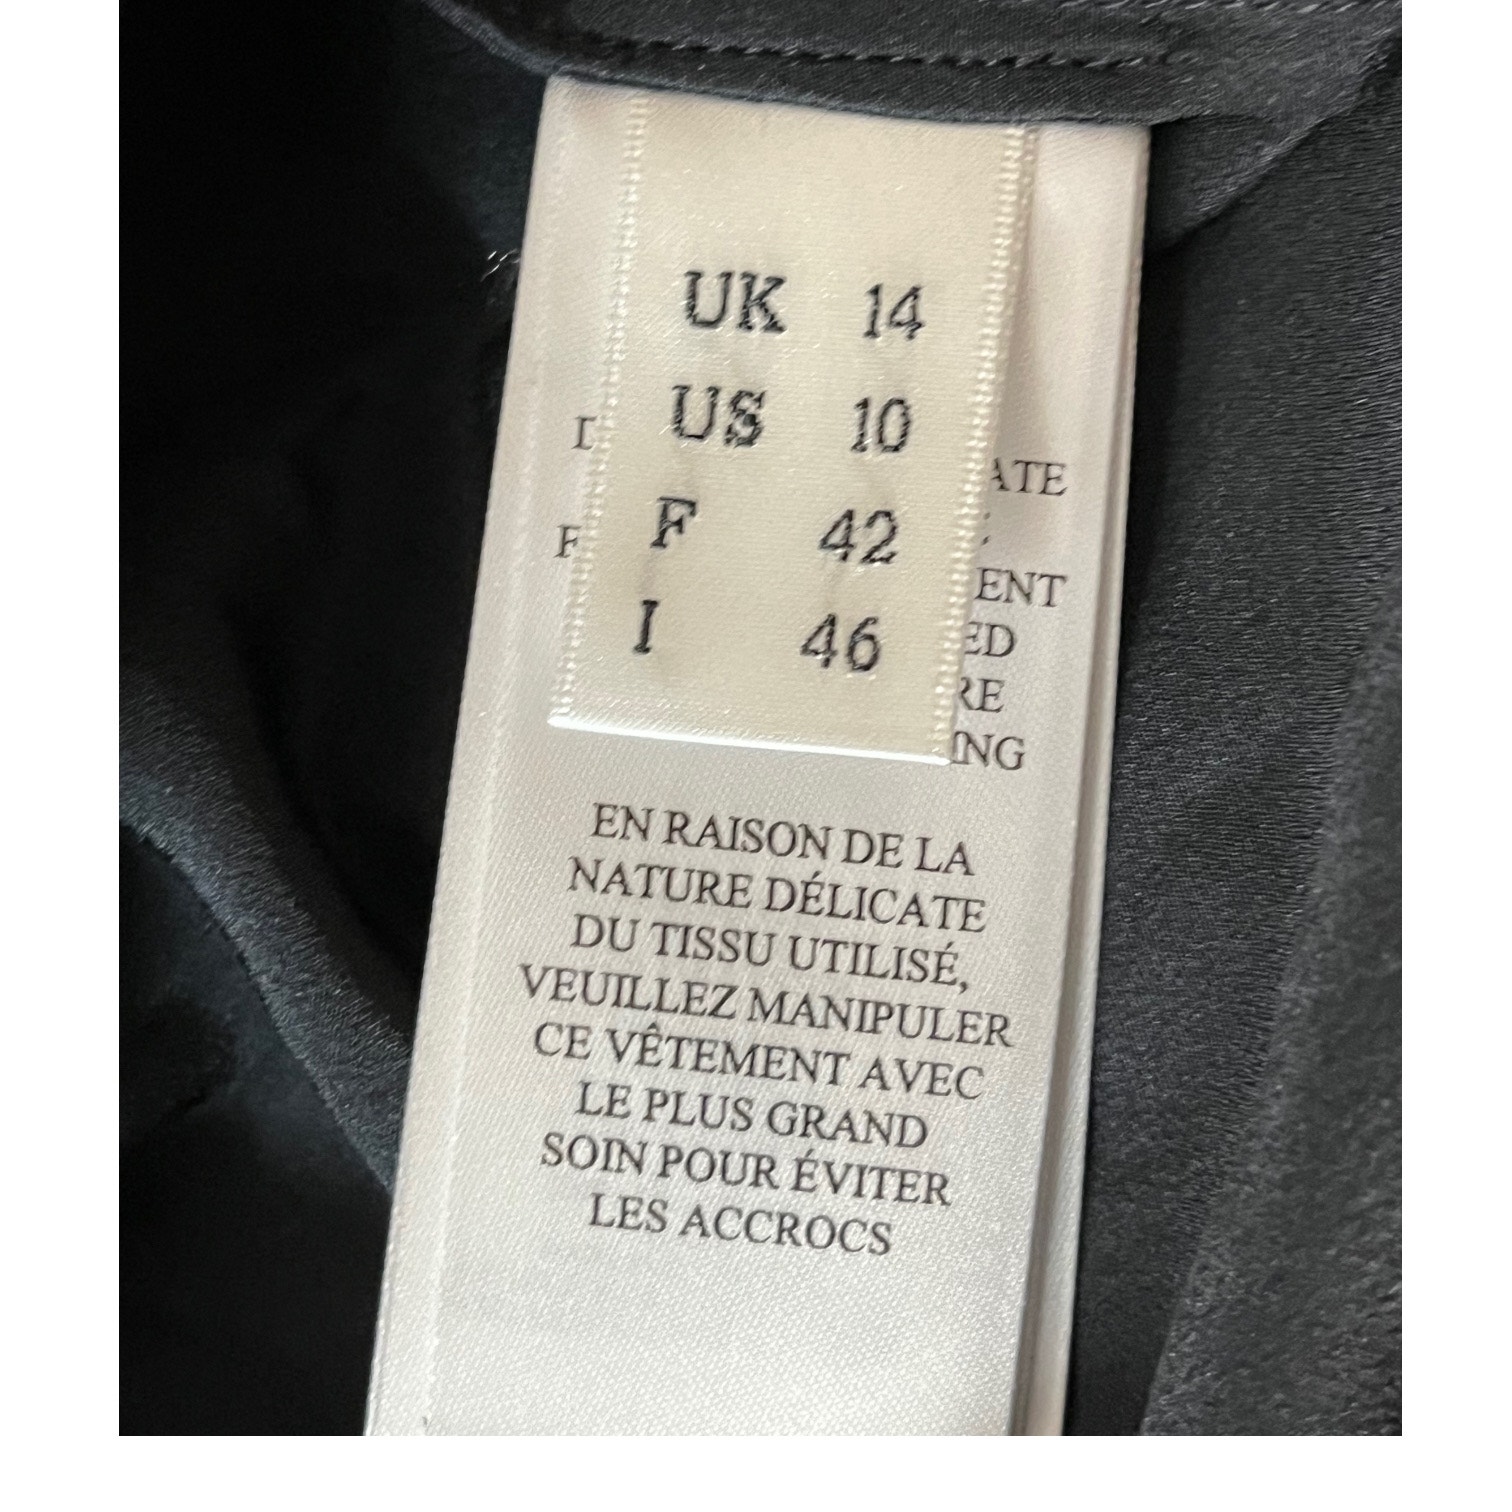 UK 14
US 10
F 42
I 46
EN RAISON DE LA
NATURE DÉLICATE
DU TISSU UTILISÉ,
VEUILLEZ MANIPULER
CE VÊTEMENT AVEC
LE PLUS GRAND
SOIN POUR ÉVITER
LES ACCROCS